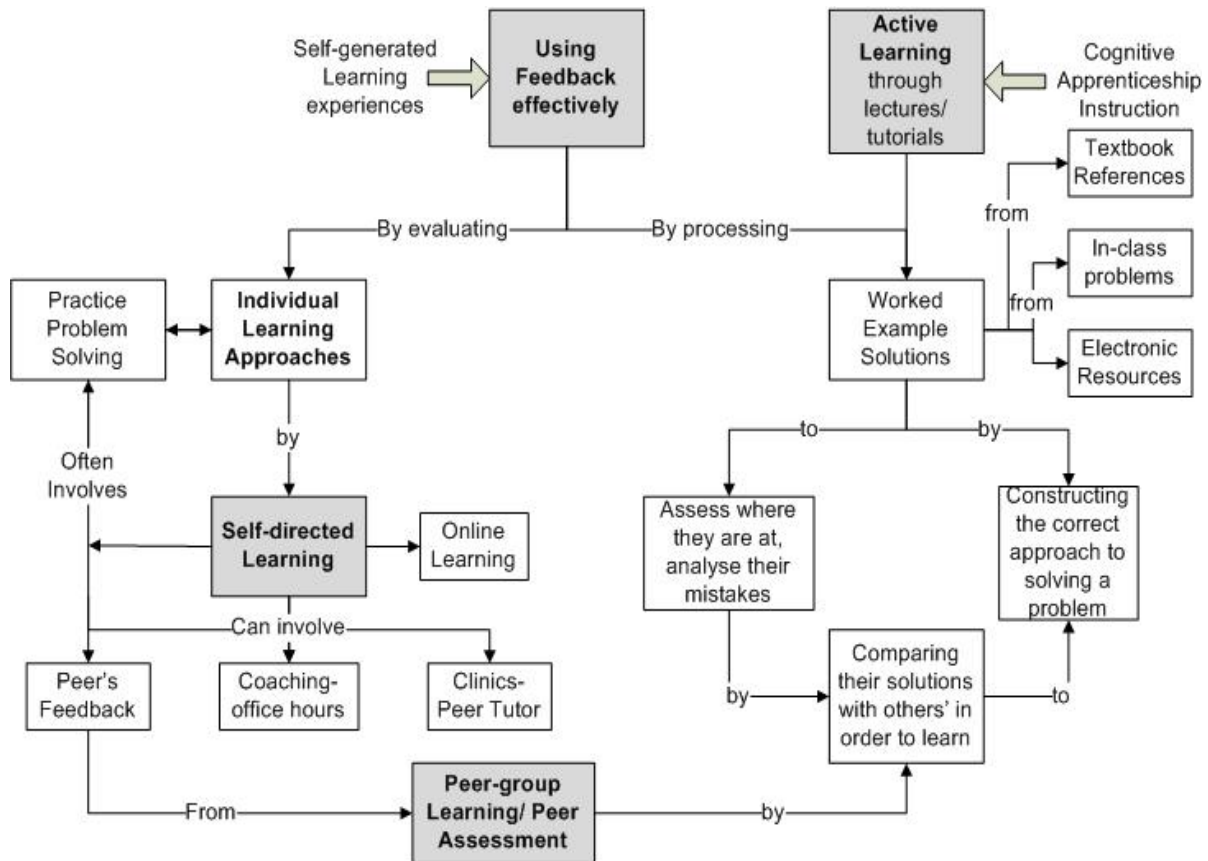 Self-generated
Learning
experiences
Using
Feedback
effectively
Active
Learning
through
lectures/
tutorials
Cognitive
Apprenticeship
Instruction
Textbook
References
from
By evaluating
By processing
In-class
problems
from
Electronic
Resources
Practice
Problem
Solving
Individual
Learning
Approaches
Worked
Example
Solutions
by
to
by
Often
Involves
Self-directed
Learning
Online
Learning
Assess where
they are at,
analyse their
mistakes
Constructing
the correct
approach to
solving a
problem
Can involve
Peer's
Feedback
Coaching-
office hours
Clinics-
Peer Tutor
by
Comparing
their solutions
with others' in
order to learn
to
From
Peer-group
Learning/ Peer
Assessment
by